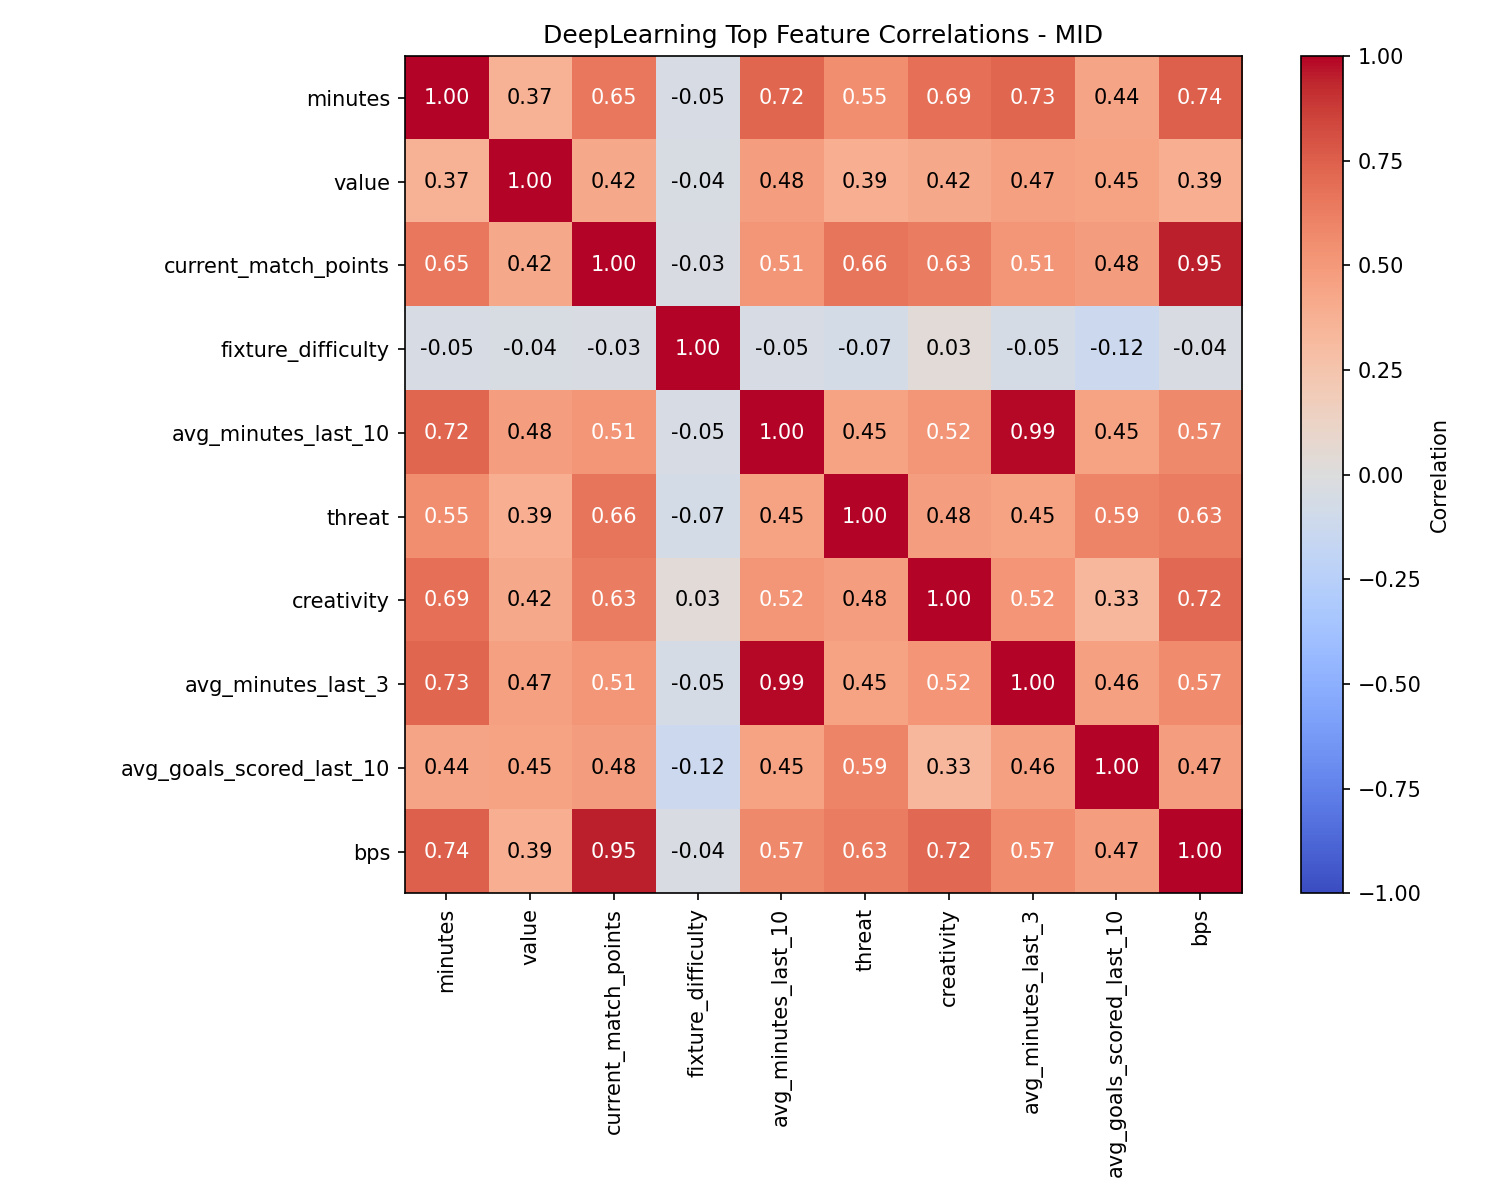 DeepLearning Top Feature Correlations - MID
minutes 1.00 0.37 0.65 -0.05 0.72 0.55 0.69 0.73 0.44 0.74
value 0.37 1.00 0.42 -0.04 0.48 0.39 0.42 0.47 0.45 0.39
current_match_points 0.65 0.42 1.00 -0.03 0.51 0.66 0.63 0.51 0.48 0.95
fixture_difficulty -0.05 -0.04 -0.03 1.00 -0.05 -0.07 0.03 -0.05 -0.12 -0.04
avg_minutes_last_10 0.72 0.48 0.51 -0.05 1.00 0.45 0.52 0.99 0.45 0.57
threat 0.55 0.39 0.66 -0.07 0.45 1.00 0.48 0.45 0.59 0.63
creativity 0.69 0.42 0.63 0.03 0.52 0.48 1.00 0.52 0.33 0.72
avg_minutes_last_3 0.73 0.47 0.51 -0.05 0.99 0.45 0.52 1.00 0.46 0.57
avg_goals_scored_last_10 0.44 0.45 0.48 -0.12 0.45 0.59 0.33 0.46 1.00 0.47
bps 0.74 0.39 0.95 -0.04 0.57 0.63 0.72 0.57 0.47 1.00
minutes
value
current_match_points
fixture_difficulty
avg_minutes_last_10
threat
creativity
avg_minutes_last_3
avg_goals_scored_last_10
bps
1.00
0.75
0.50
0.25
0.00
−0.25
−0.50
−0.75
−1.00
Correlation